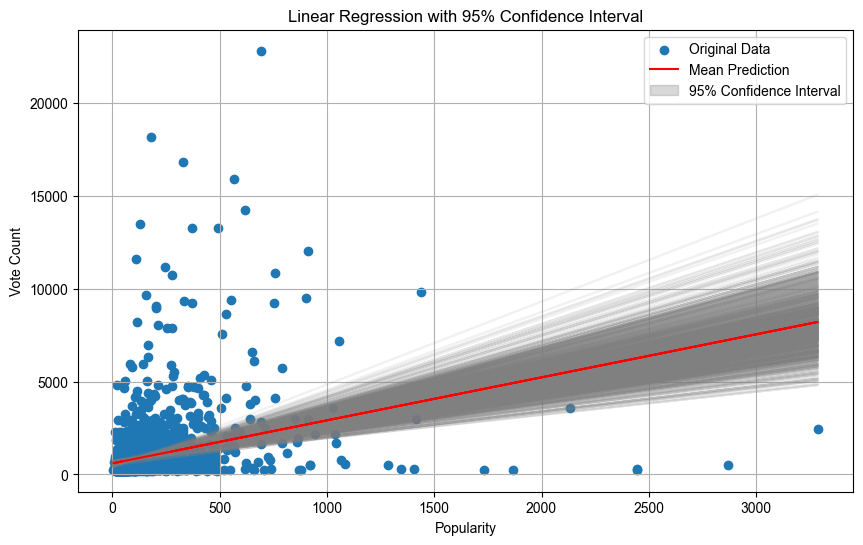 Linear Regression with 95% Confidence Interval
Original Data
Mean Prediction
95% Confidence Interval
Vote Count
20000
15000
10000
5000
0
0 500 1000 1500 2000 2500 3000
Popularity